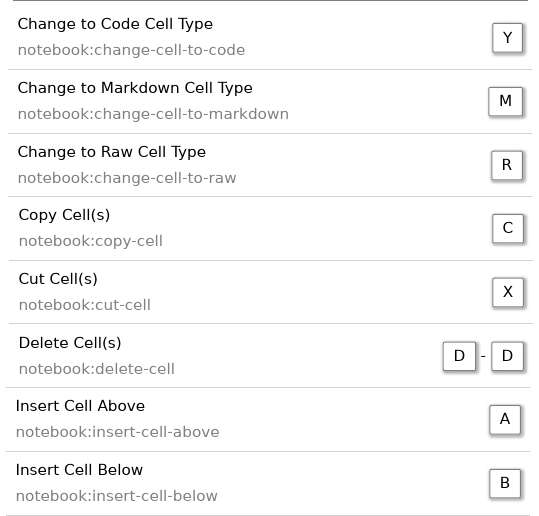 Change to Code Cell Type
notebook:change-cell-to-code
Y
Change to Markdown Cell Type
notebook:change-cell-to-markdown
M
Change to Raw Cell Type
notebook:change-cell-to-raw
R
Copy Cell(s)
notebook:copy-cell
C
Cut Cell(s)
notebook:cut-cell
X
Delete Cell(s)
notebook:delete-cell
D - D
Insert Cell Above
notebook:insert-cell-above
A
Insert Cell Below
notebook:insert-cell-below
B